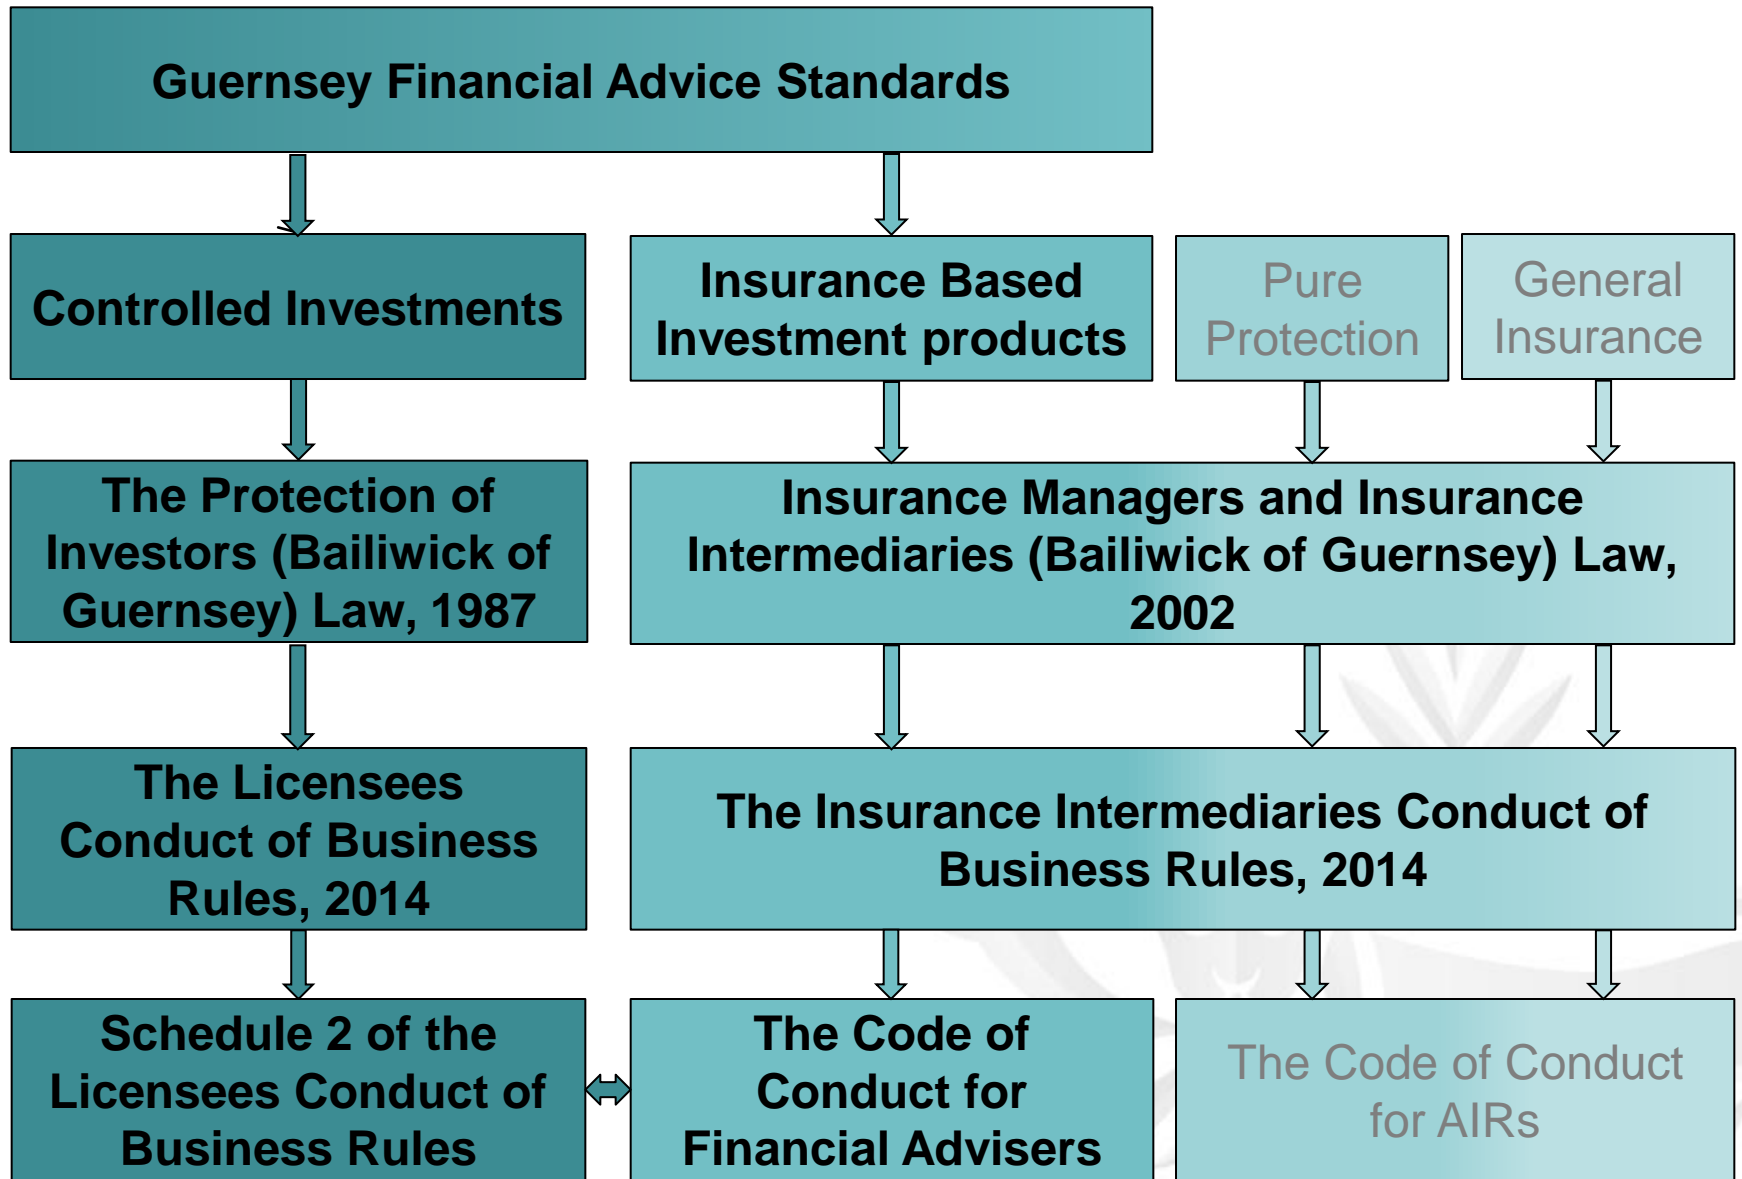 Guernsey Financial Advice Standards
Controlled Investments
Insurance Based
Investment products
Pure
Protection
General
Insurance
The Protection of
Investors (Bailiwick of
Guernsey) Law, 1987
Insurance Managers and Insurance
Intermediaries (Bailiwick of Guernsey) Law,
2002
The Licensees
Conduct of Business
Rules, 2014
The Insurance Intermediaries Conduct of
Business Rules, 2014
Schedule 2 of the
Licensees Conduct of
Business Rules
The Code of
Conduct for
Financial Advisers
The Code of Conduct
for AIRs